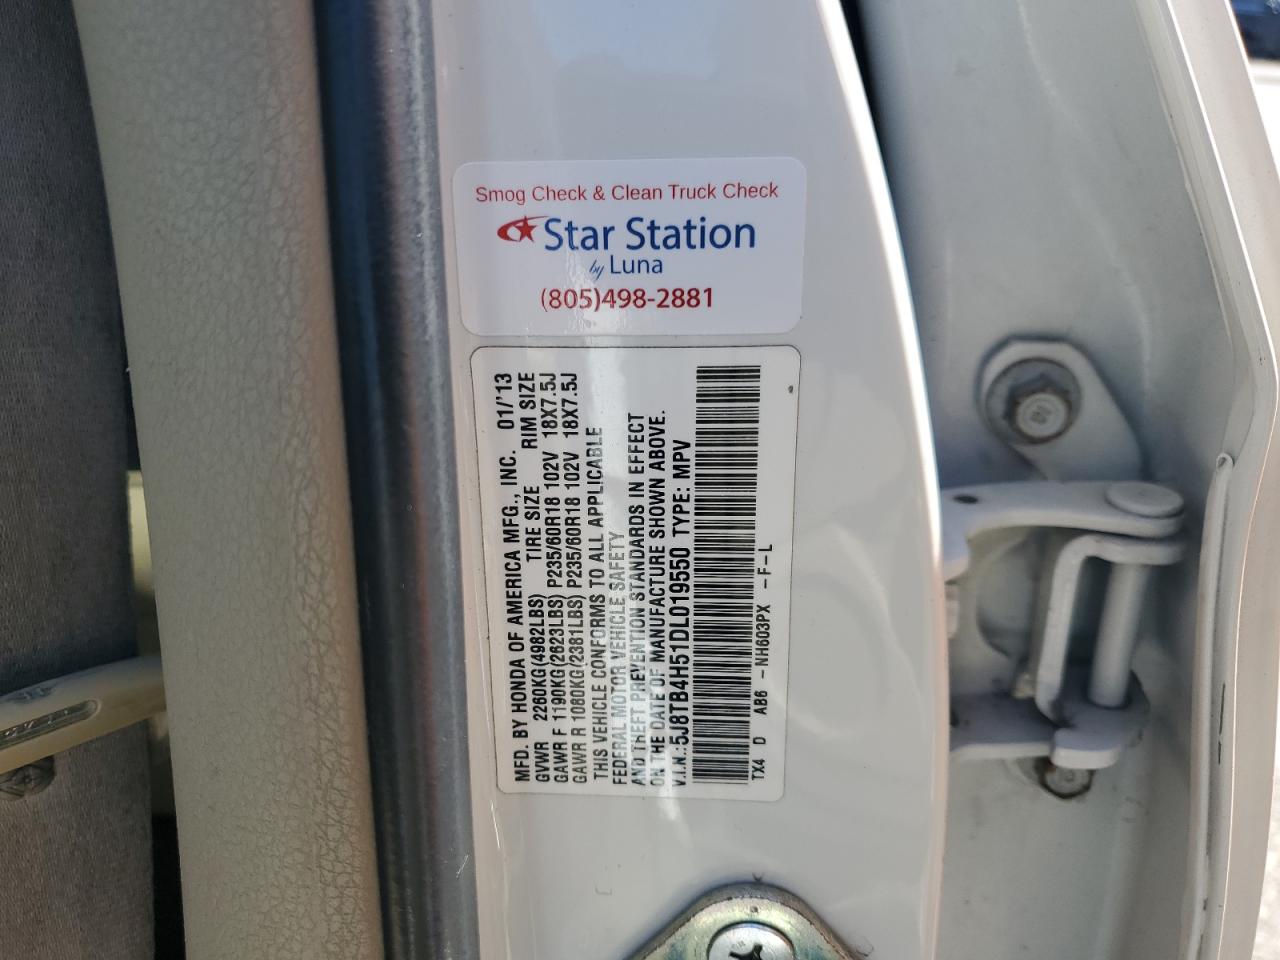 Smog Check & Clean Truck Check
Star Station
by Luna
(805)498-2881
MFD. BY HONDA OF AMERICA MFG., INC. 01/'13
GVWR 2260KG(4982LBS) TIRE SIZE RIM SIZE
GAWR F 1190KG(2623LBS) P235/60R18 102V 18X7.5J
GAWR R 1080KG(2381LBS) P235/60R18 102V 18X7.5J
THIS VEHICLE CONFORMS TO ALL APPLICABLE
FEDERAL MOTOR VEHICLE SAFETY
AND THEFT PREVENTION STANDARDS IN EFFECT
ON THE DATE OF MANUFACTURE SHOWN ABOVE.
V.I.N.:5J8TB4H51DL019550 TYPE: MPV
TX4 D AB6 -NH603PX -F-L